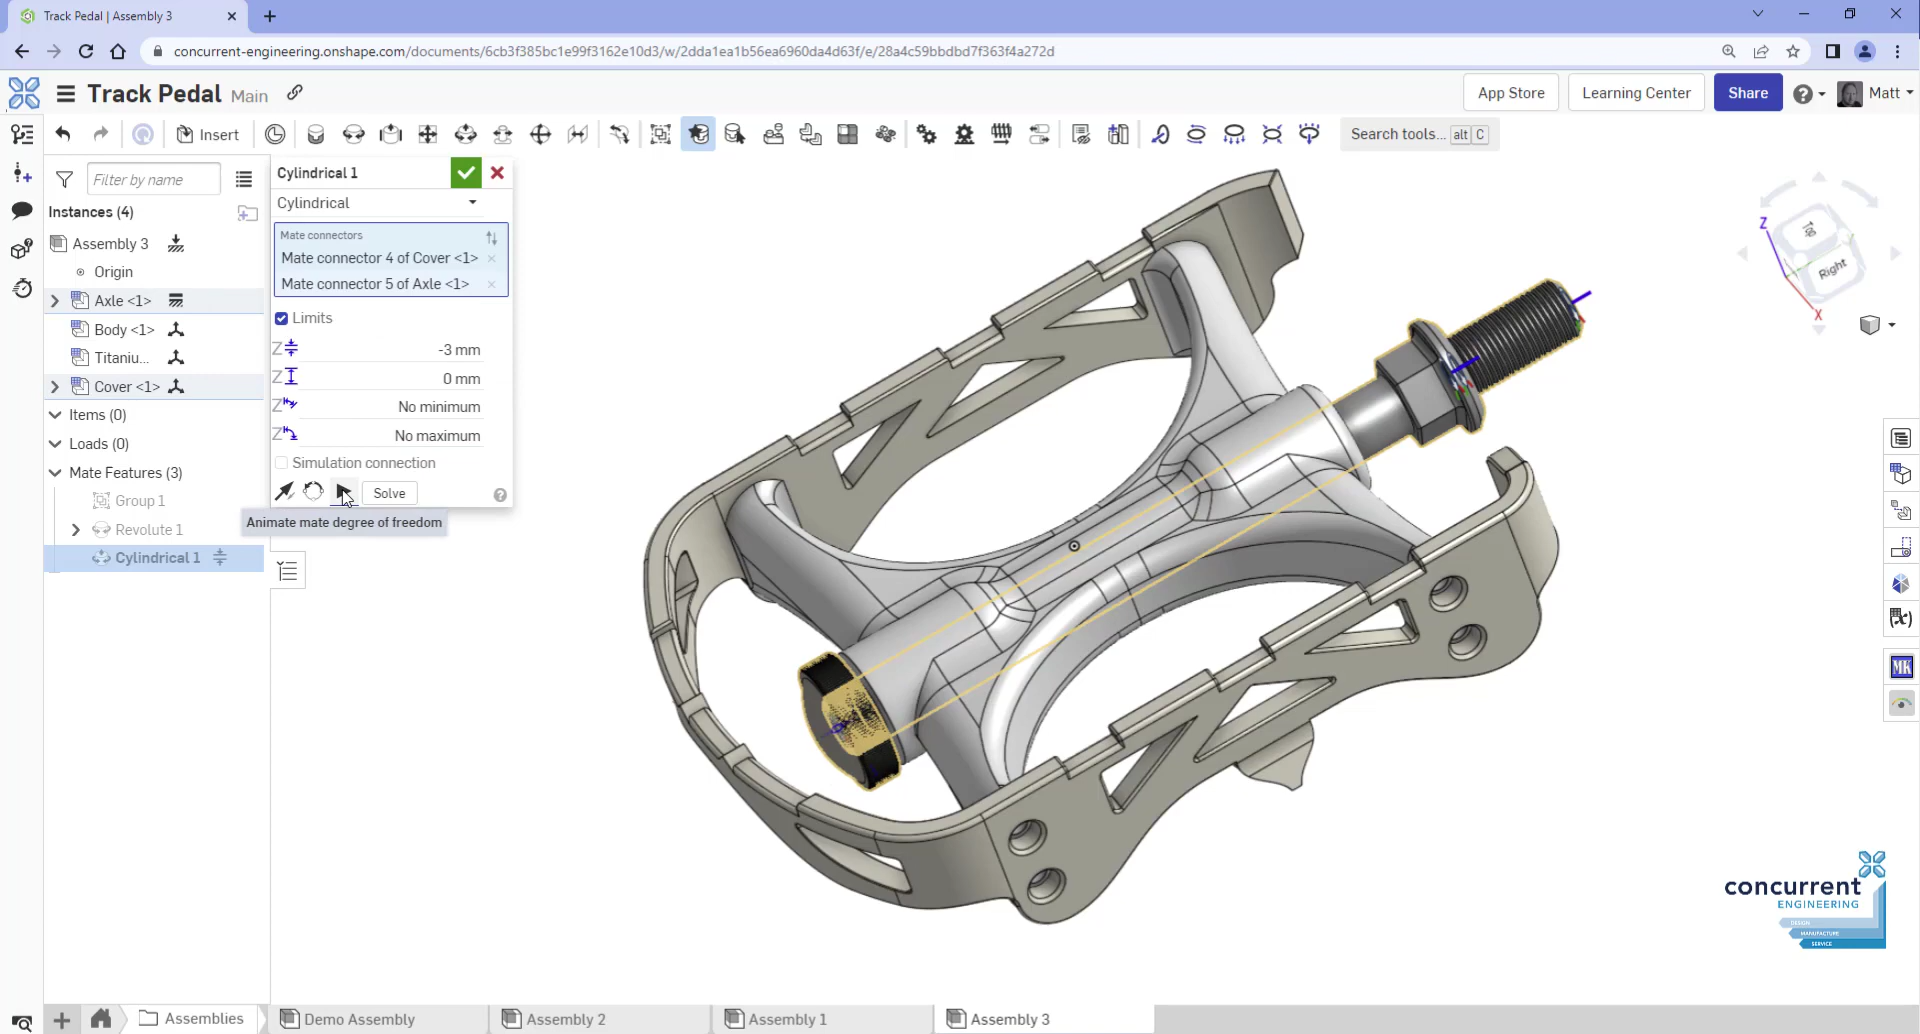 Track Pedal | Assembly 3
concurrent-engineering.onshape.com/documents/6cb3f385bc1e99f3162e10d3/w/2dda1ea1b56ea6960da4d63f/e/28a4c59bbdbd7f363f4a272d
Track Pedal Main
App Store
Learning Center
Share
Matt
Insert
Search tools... alt C
Filter by name
Instances (4)
Assembly 3
Origin
Axle <1>
Body <1>
Titaniu...
Cover <1>
Items (0)
Loads (0)
Mate Features (3)
Group 1
Revolute 1
Cylindrical 1
Cylindrical 1
Cylindrical
Mate connectors
Mate connector 4 of Cover <1>
Mate connector 5 of Axle <1>
Limits
Z -3 mm
Z 0 mm
Z No minimum
Z No maximum
Simulation connection
Solve
Animate mate degree of freedom
Z
Right
X
MK
concurrent
ENGINEERING
DESIGN
MANUFACTURE
SERVICE
Assemblies
Demo Assembly
Assembly 2
Assembly 1
Assembly 3